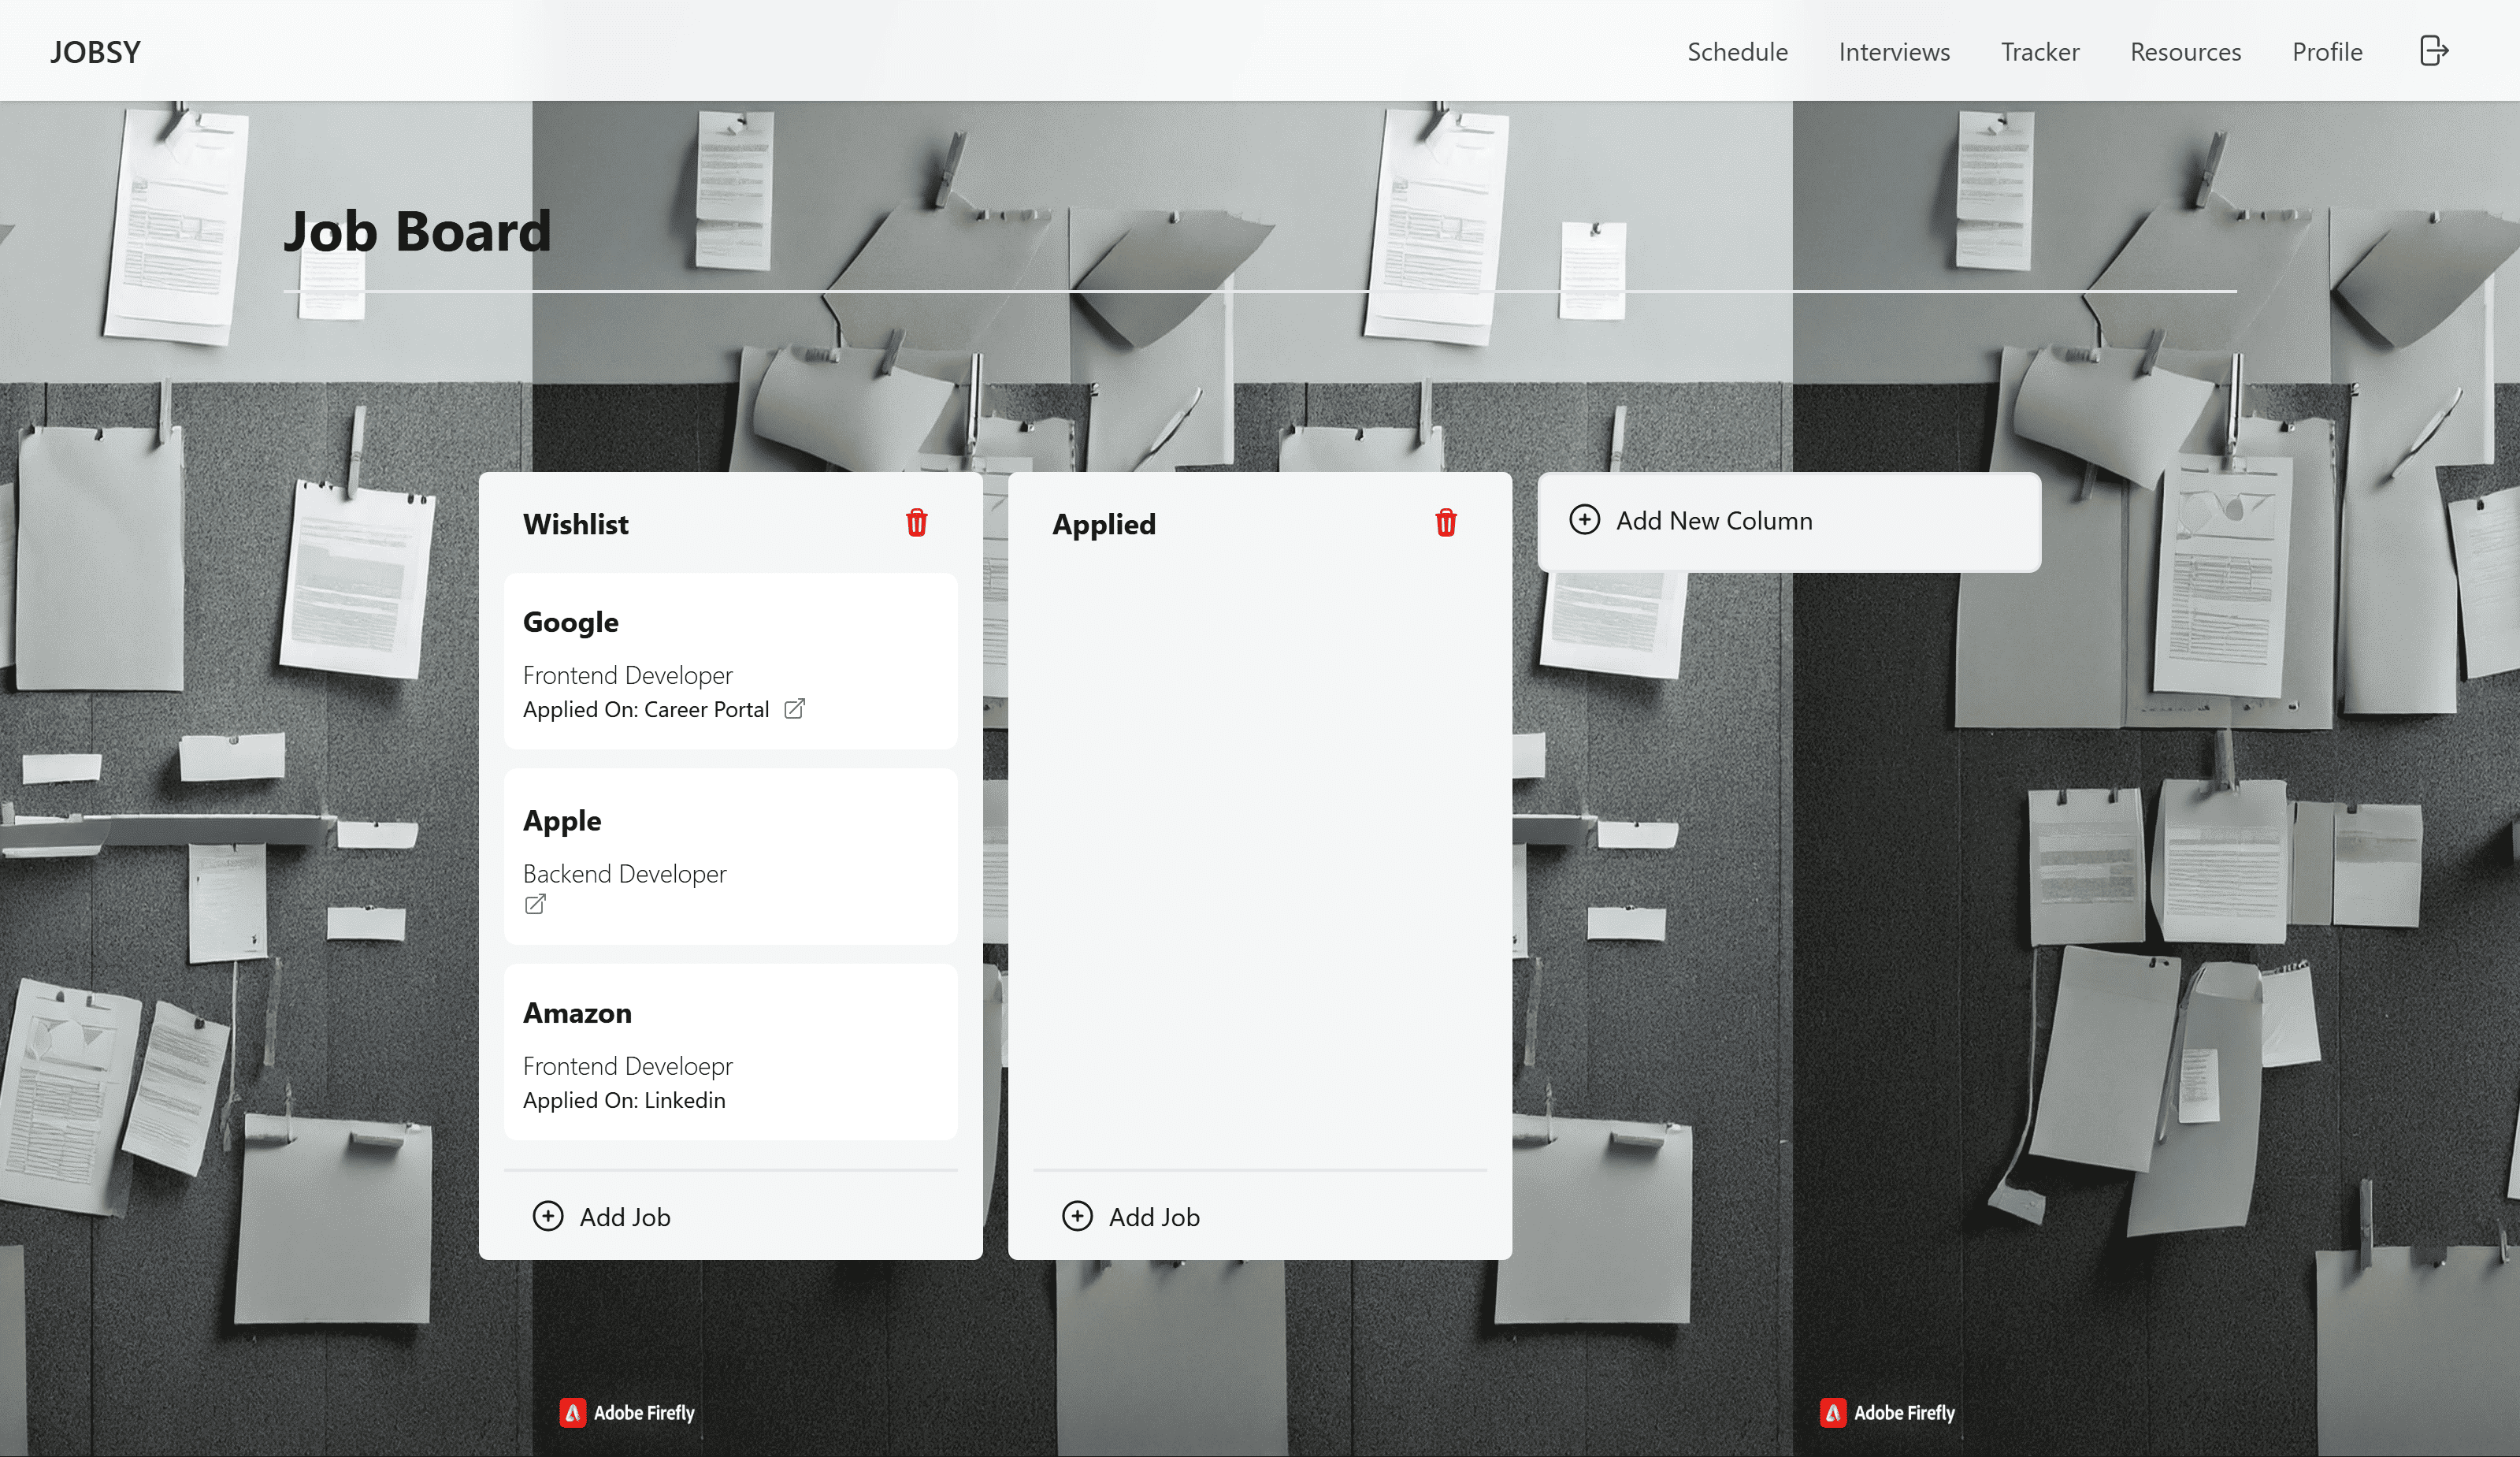 JOBSY
Schedule
Interviews
Tracker
Resources
Profile
Job Board
Wishlist
Google
Frontend Developer
Applied On: Career Portal
Apple
Backend Developer
Amazon
Frontend Develoepr
Applied On: Linkedin
Add Job
Applied
Add Job
Add New Column
Adobe Firefly
Adobe Firefly